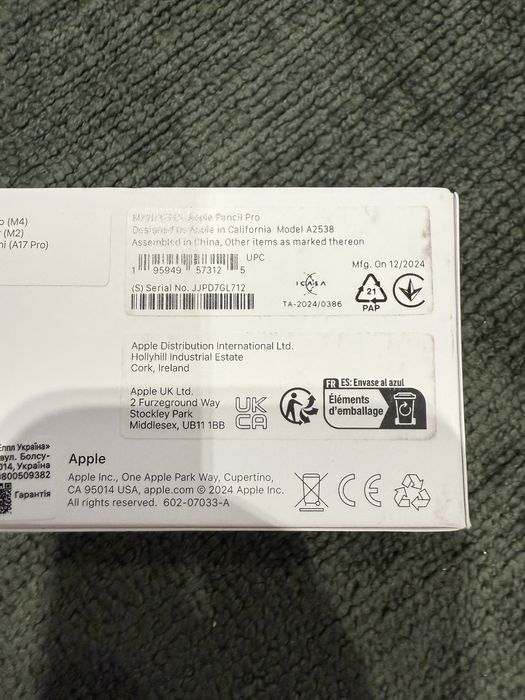 o (M4)
(M2)
ni (A17 Pro)
Apple Pencil Pro
Designed by Apple in California Model A2538
Assembled in China, Other items as marked thereon
UPC
1 95949 57312 5
Mfg. On 12/2024
(S) Serial No. JJPD7GL712
ICASA
TA-2024/0386
21
PAP
Apple Distribution International Ltd.
Hollyhill Industrial Estate
Cork, Ireland
Apple UK Ltd.
2 Furzeground Way
Stockley Park
Middlesex, UB11 1BB
UK
CA
FR ES: Envase al azul
Éléments
d'emballage
Еппл Україна»
вул. Болсу-
014, Україна
0800509382
Гарантія
Apple
Apple Inc., One Apple Park Way, Cupertino,
CA 95014 USA, apple.com © 2024 Apple Inc.
All rights reserved. 602-07033-A
CE